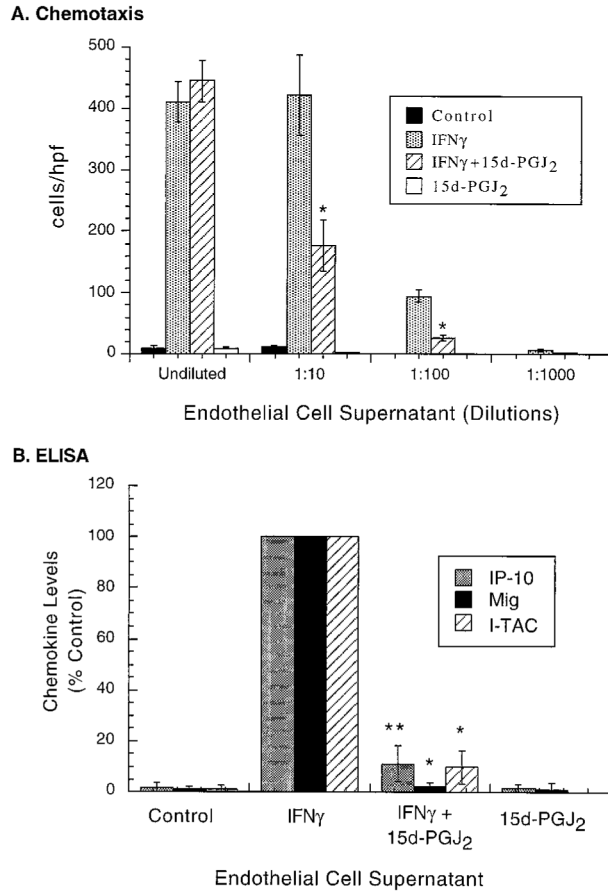 A. Chemotaxis
500
400
300
200
100
0
cells/hpf
Control
IFNγ
IFNγ+15d-PGJ2
15d-PGJ2
*
*
Undiluted 1:10 1:100 1:1000
Endothelial Cell Supernatant (Dilutions)
B. ELISA
120
100
80
60
40
20
0
Chemokine Levels
(% Control)
IP-10
Mig
I-TAC
** * *
Control IFNγ IFNγ + 15d-PGJ2
15d-PGJ2
Endothelial Cell Supernatant